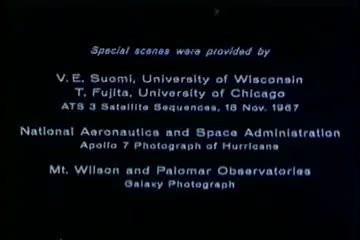 Special scenes were provided by
V. E. Suomi, University of Wisconsin
T. Fujita, University of Chicago
ATS 3 Satellite Sequences, 18 Nov. 1967
National Aeronautics and Space Administration
Apollo 7 Photograph of Hurricane
Mt. Wilson and Palomar Observatories
Galaxy Photograph